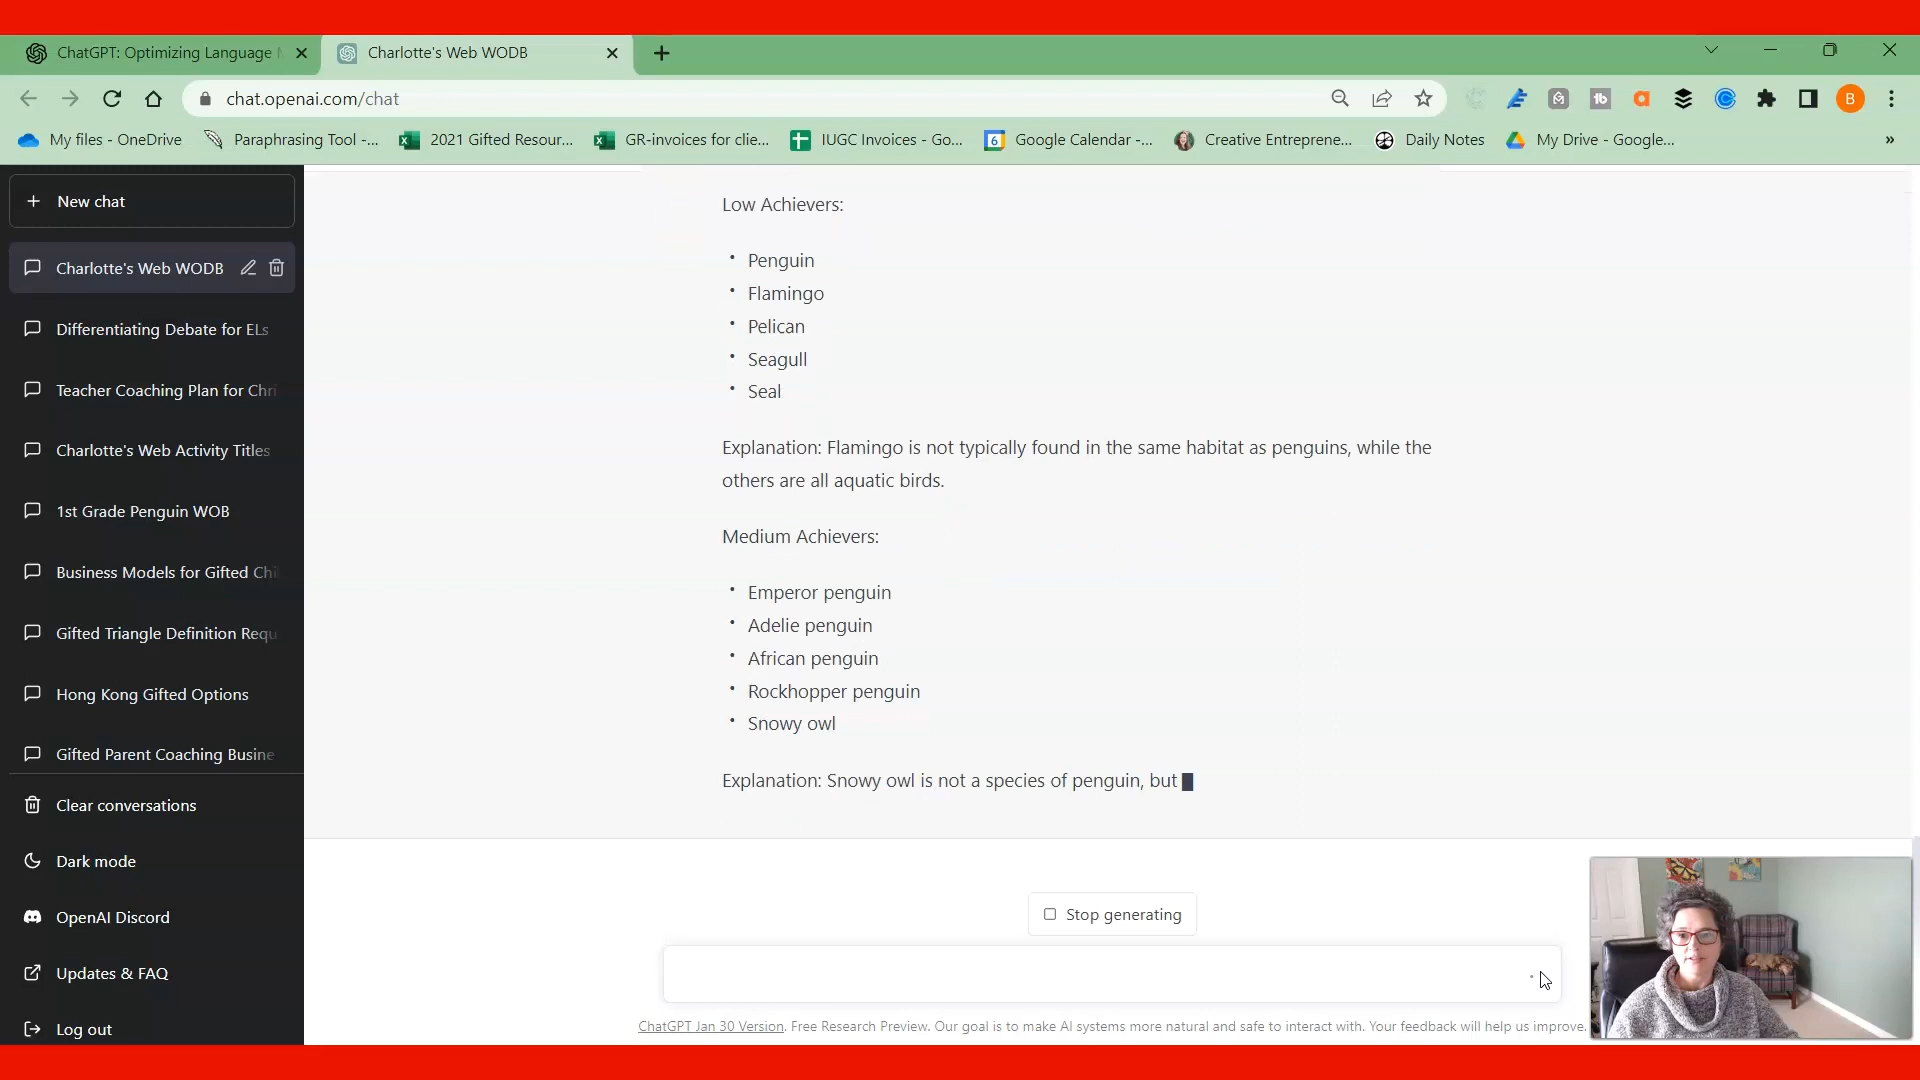 ChatGPT: Optimizing Language
Charlotte's Web WODB
chat.openai.com/chat
B
My files - OneDrive
Paraphrasing Tool -...
2021 Gifted Resour...
GR-invoices for clie...
IUGC Invoices - Go...
6
Google Calendar -...
Creative Entreprene...
Daily Notes
My Drive - Google...
»
New chat
Charlotte's Web WODB
Differentiating Debate for ELs
Teacher Coaching Plan for Chri
Charlotte's Web Activity Titles
1st Grade Penguin WOB
Business Models for Gifted Chi
Gifted Triangle Definition Requ
Hong Kong Gifted Options
Gifted Parent Coaching Busine
Clear conversations
Dark mode
OpenAI Discord
Updates & FAQ
Log out
Low Achievers:
• Penguin
• Flamingo
• Pelican
• Seagull
• Seal
Explanation: Flamingo is not typically found in the same habitat as penguins, while the
others are all aquatic birds.
Medium Achievers:
• Emperor penguin
• Adelie penguin
• African penguin
• Rockhopper penguin
• Snowy owl
Explanation: Snowy owl is not a species of penguin, but
Stop generating
ChatGPT Jan 30 Version. Free Research Preview. Our goal is to make AI systems more natural and safe to interact with. Your feedback will help us improve.